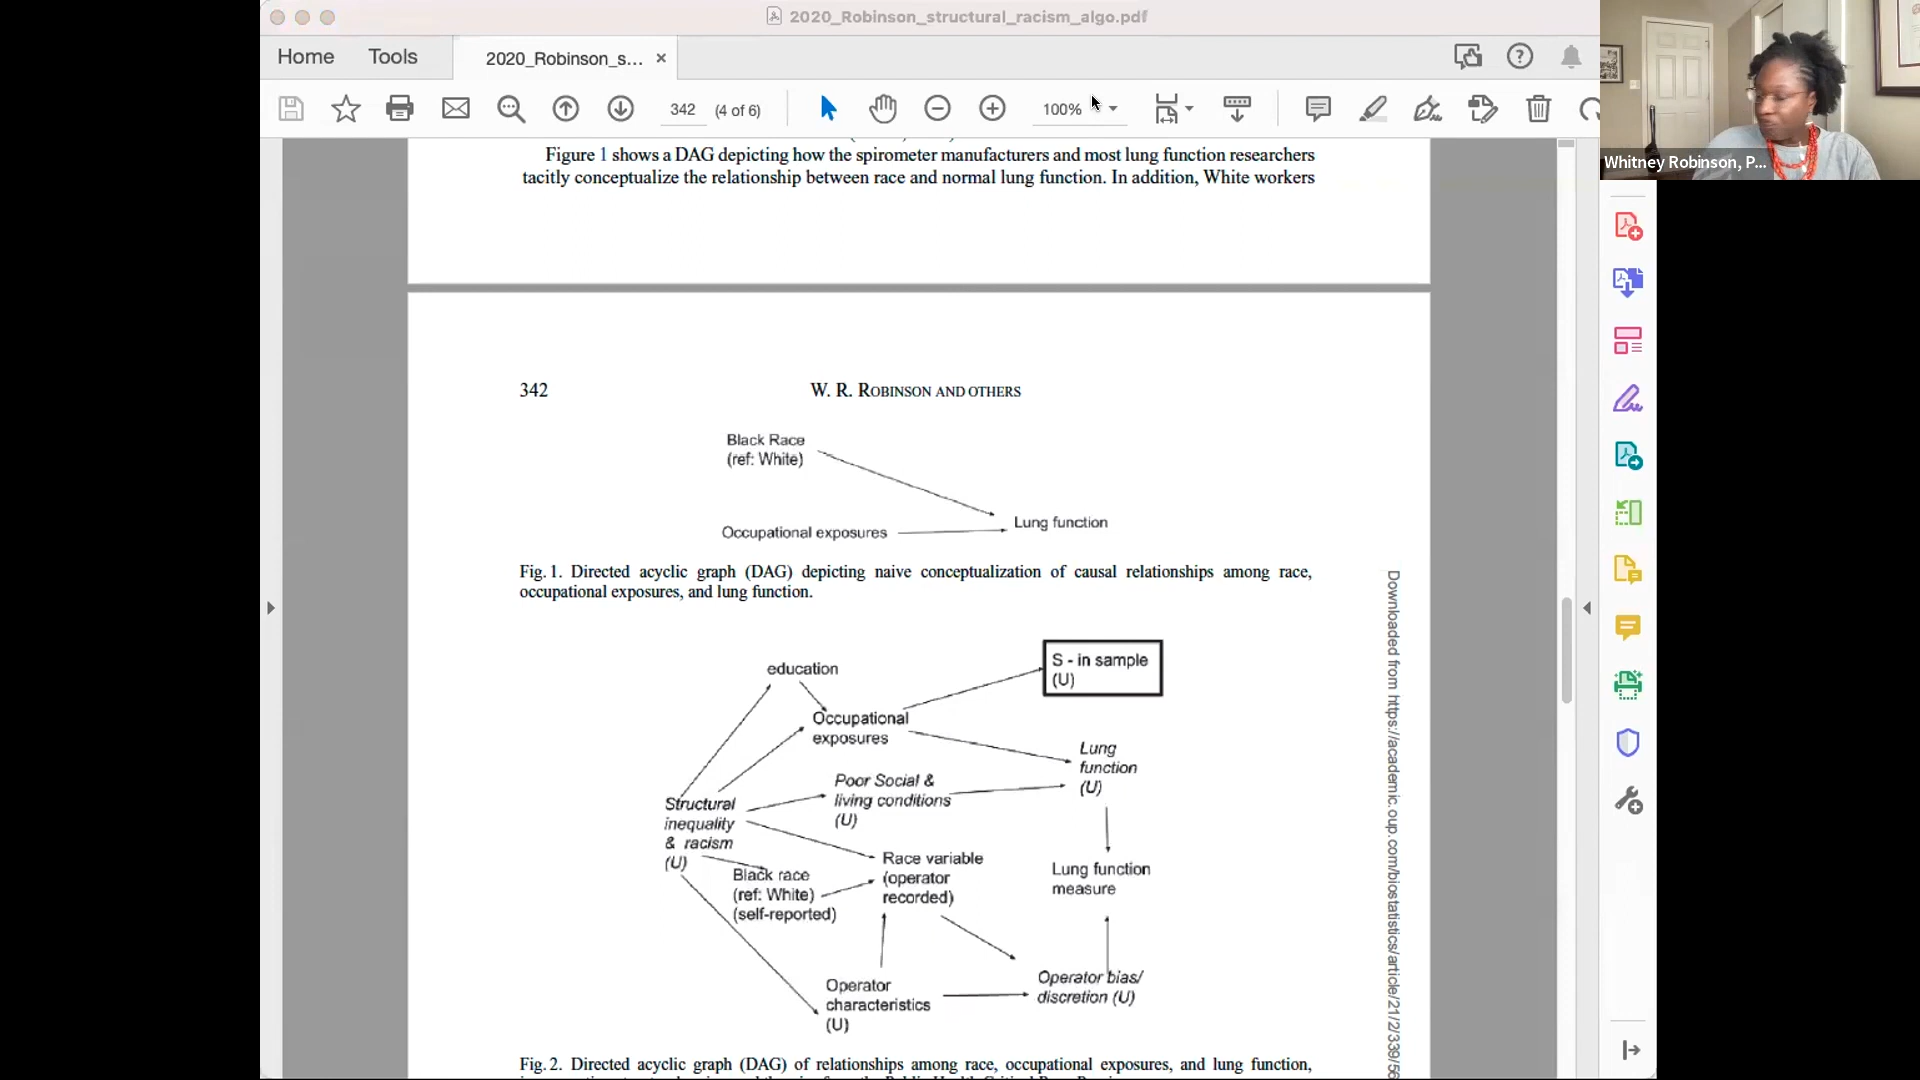 2020_Robinson_structural_racism_algo.pdf
Home
Tools
2020_Robinson_s...
342
(4 of 6)
100%
Whitney Robinson, P...
Figure 1 shows a DAG depicting how the spirometer manufacturers and most lung function researchers
tacitly conceptualize the relationship between race and normal lung function. In addition, White workers
342
W. R. ROBINSON AND OTHERS
Black Race
(ref: White)
Occupational exposures
Lung function
Fig. 1. Directed acyclic graph (DAG) depicting naive conceptualization of causal relationships among race,
occupational exposures, and lung function.
education
S - in sample
(U)
Occupational
exposures
Lung
function
(U)
Poor Social &
living conditions
(U)
Structural
inequality
& racism
(U)
Race variable
(operator
recorded)
Black race
(ref: White)
(self-reported)
Lung function
measure
Operator
characteristics
(U)
Operator bias/
discretion (U)
Fig. 2. Directed acyclic graph (DAG) of relationships among race, occupational exposures, and lung function,
Downloaded from https://academic.oup.com/biostatistics/article/21/2/339/56